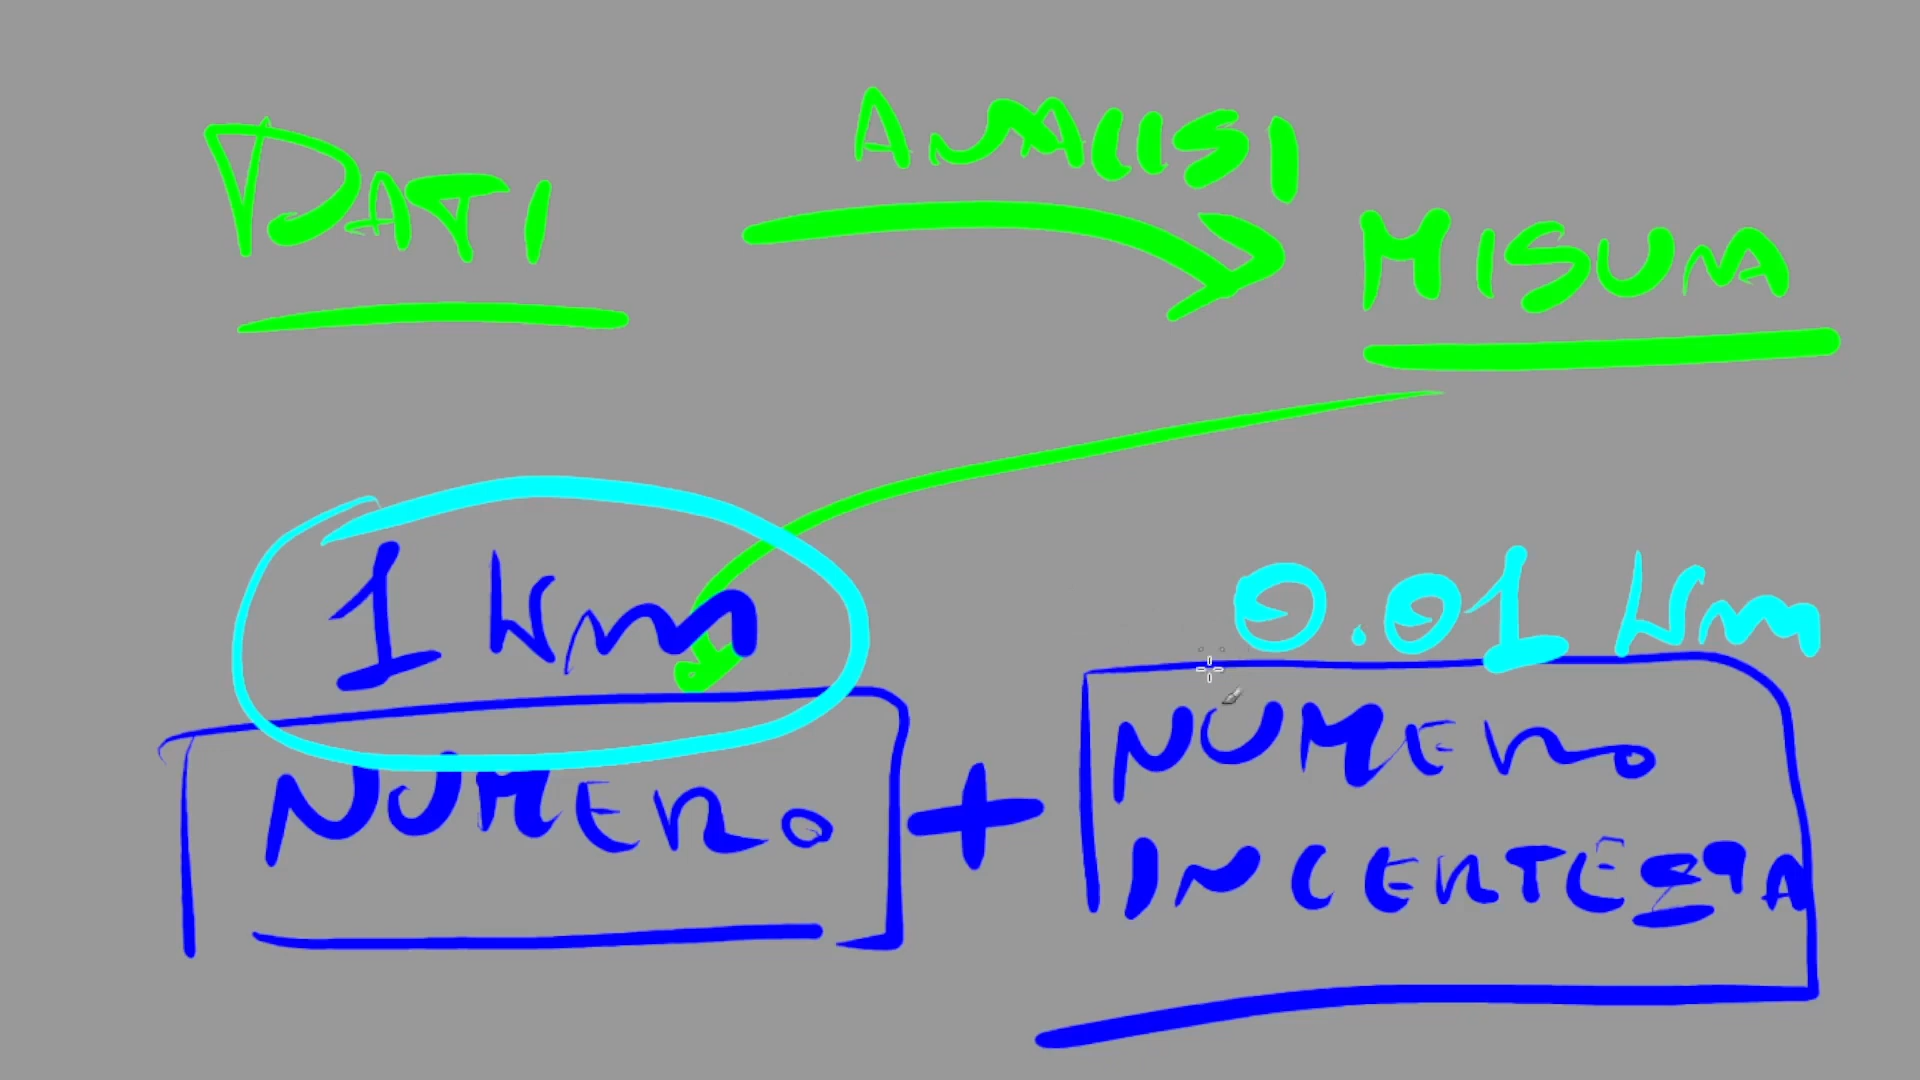 DATI
ANALISI
MISURA
1 Km
0.01 Km
NUMERO
+
NUMERO
INCERTEZZA